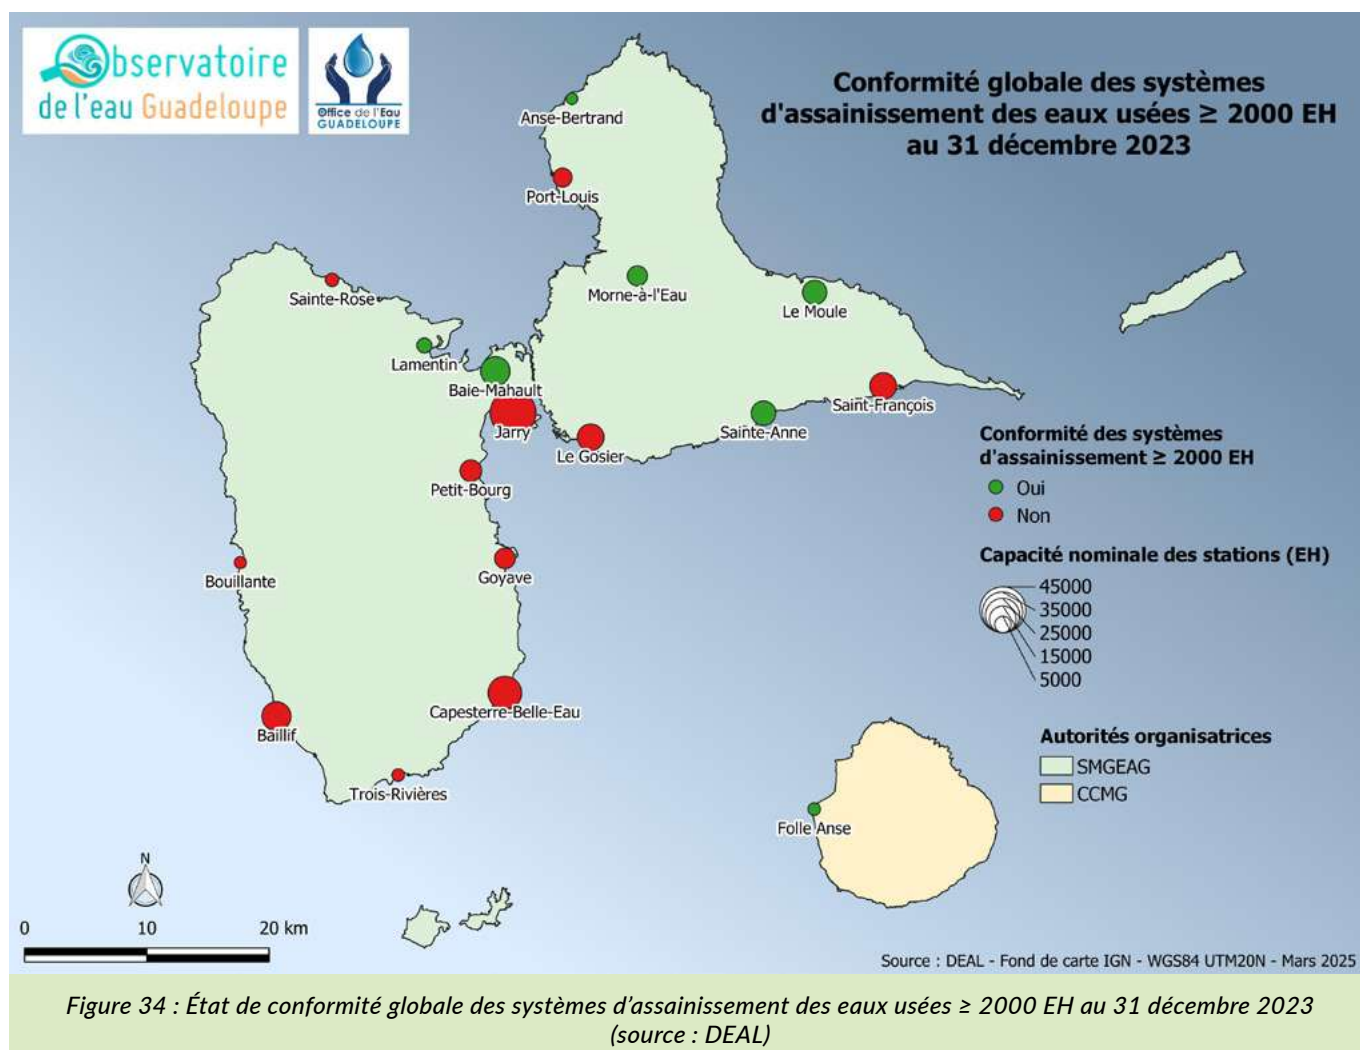 Observatoire
de l'eau Guadeloupe
Office de l'Eau
GUADELOUPE
Conformité globale des systèmes
d'assainissement des eaux usées ≥ 2000 EH
au 31 décembre 2023
Anse-Bertrand
Port-Louis
Sainte-Rose
Morne-à-l'Eau
Le Moule
Lamentin
Baie-Mahault
Jarry
Le Gosier
Sainte-Anne
Saint-François
Petit-Bourg
Bouillante
Goyave
Capesterre-Belle-Eau
Baillif
Trois-Rivières
Folle Anse
Conformité des systèmes
d'assainissement ≥ 2000 EH
Oui
Non
Capacité nominale des stations (EH)
45000
35000
25000
15000
5000
Autorités organisatrices
SMGEAG
CCMG
N
0 10 20 km
Source : DEAL - Fond de carte IGN - WGS84 UTM20N - Mars 2025
Figure 34 : État de conformité globale des systèmes d'assainissement des eaux usées ≥ 2000 EH au 31 décembre 2023
(source : DEAL)